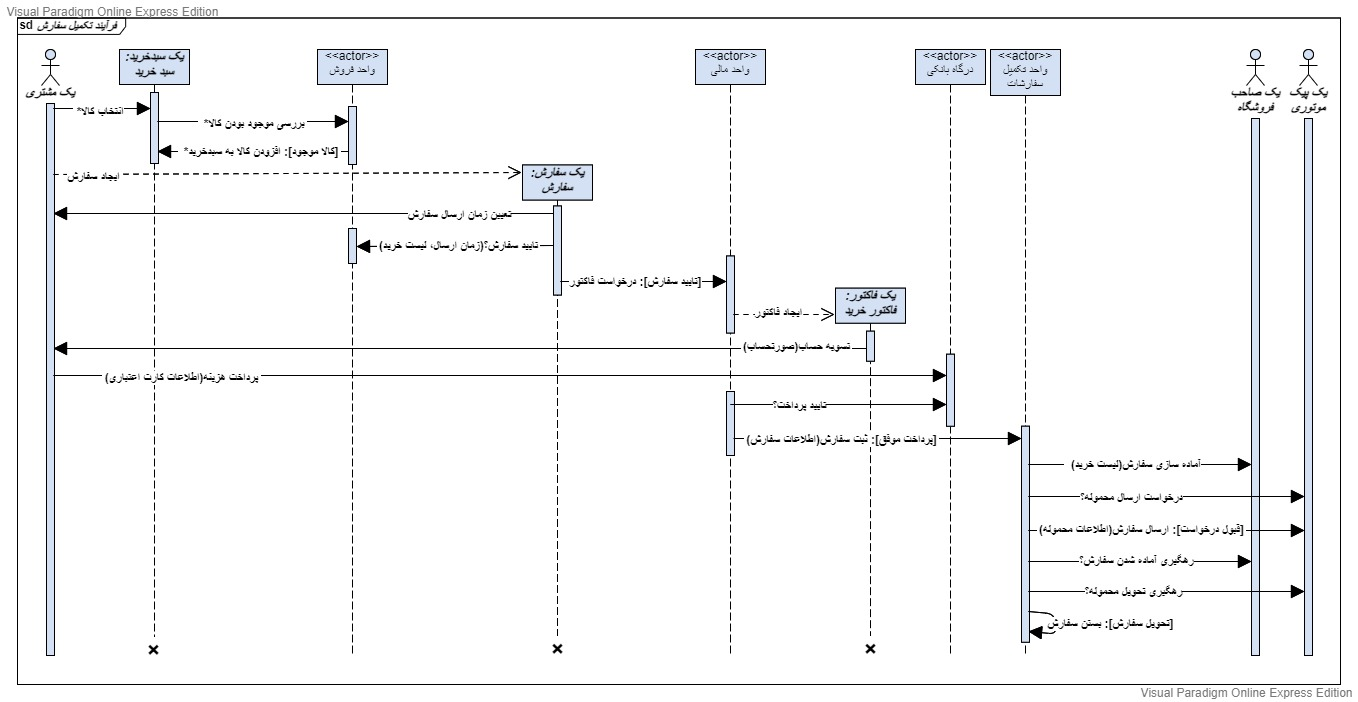 Visual Paradigm Online Express Edition
sd فرآیند تکمیل سفارش
یک مشتری
یک سبدخرید:
سبد خرید
<<actor>>
واحد فروش
<<actor>>
واحد مالی
<<actor>>
درگاه بانکی
<<actor>>
واحد تکمیل
سفارشات
یک صاحب
فروشگاه
یک پیک
موتوری
انتخاب کالا*
بررسی موجود بودن کالا*
[کالا موجود]: افزودن کالا به سبدخرید*
ایجاد سفارش
یک سفارش:
سفارش
تعیین زمان ارسال سفارش
تایید سفارش؟(زمان ارسال، لیست خرید)
[تایید سفارش]: درخواست فاکتور
یک فاکتور:
فاکتور خرید
ایجاد فاکتور
تسویه حساب(صورتحساب)
پرداخت هزینه(اطلاعات کارت اعتباری)
تایید پرداخت؟
[پرداخت موفق]: ثبت سفارش(اطلاعات سفارش)
آماده سازی سفارش(لیست خرید)
درخواست ارسال محموله؟
[قبول درخواست]: ارسال سفارش(اطلاعات محموله)
رهگیری آماده شدن سفارش؟
رهگیری تحویل محموله؟
[تحویل سفارش]: بستن سفارش
Visual Paradigm Online Express Edition